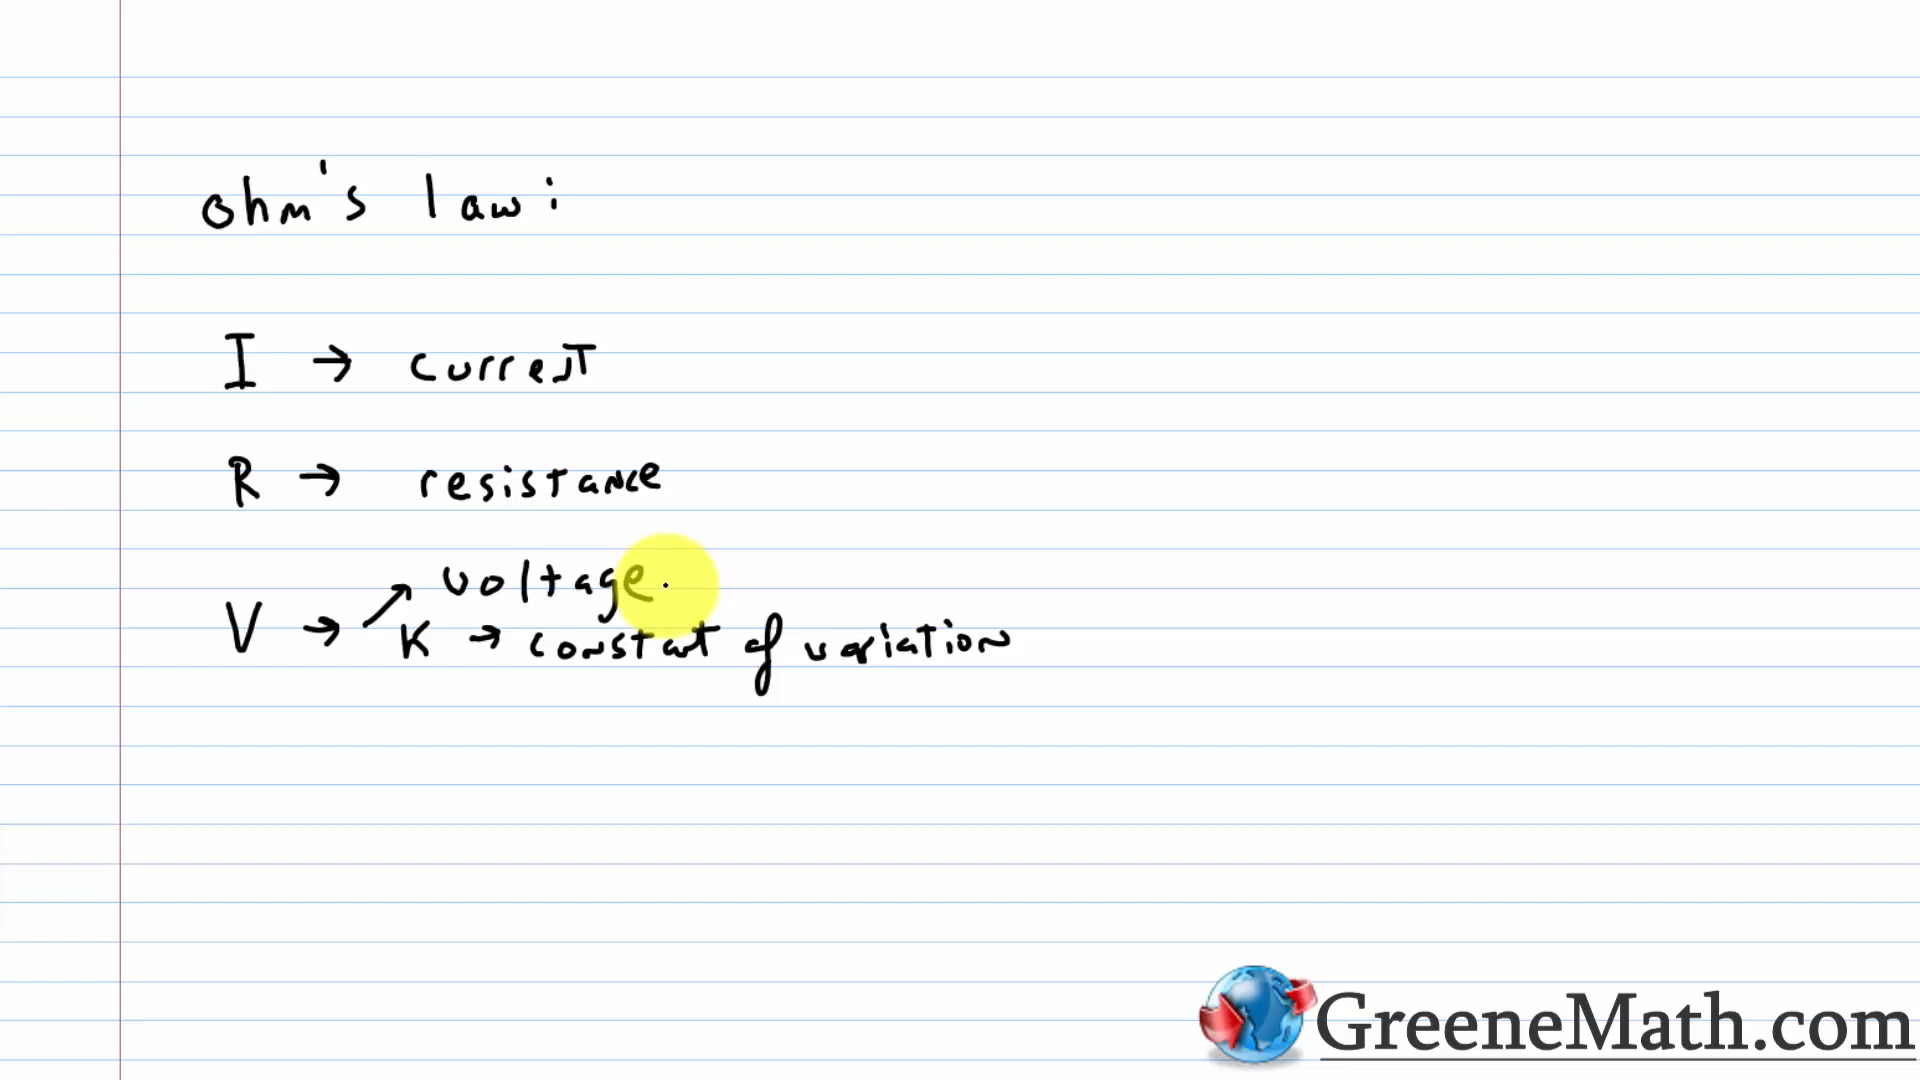 ohm's law:
I → current
R → resistance
V → ↗ voltage.
K → constant of variation
GreeneMath.com